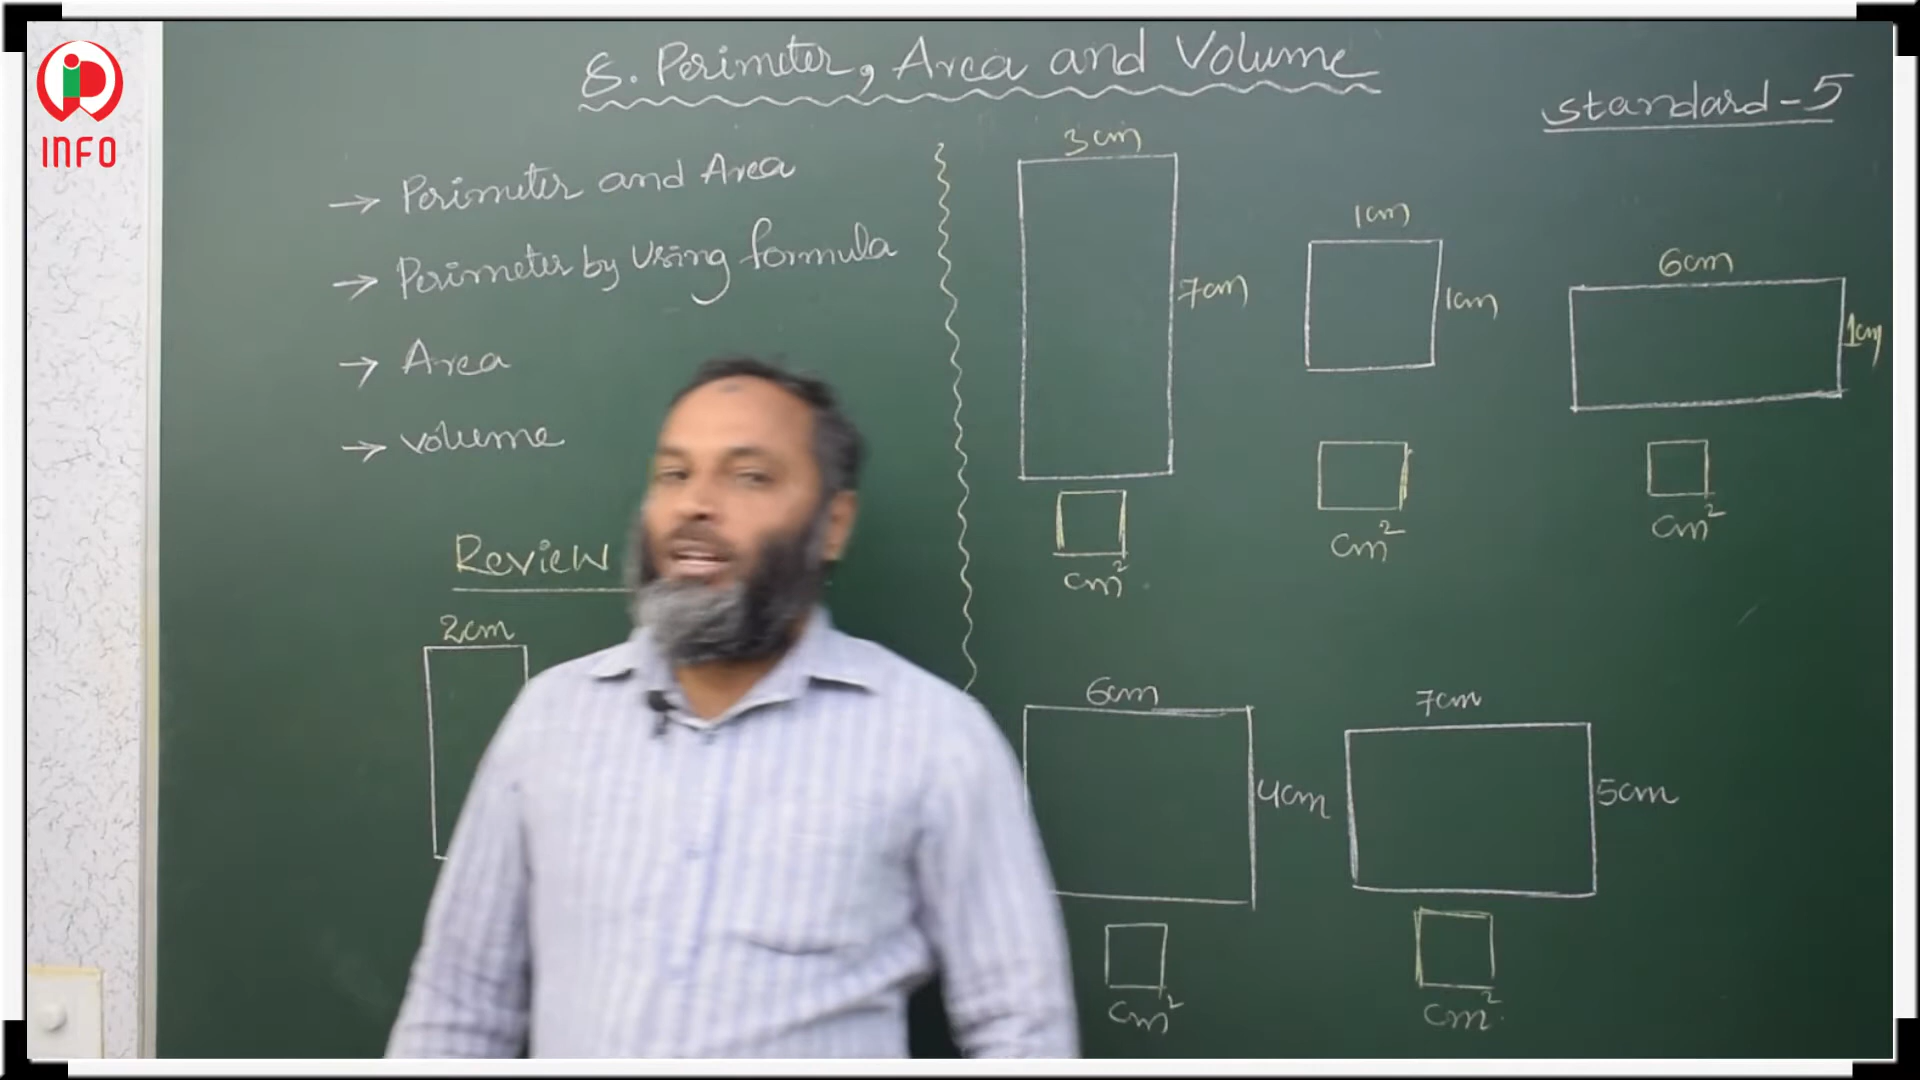 INFO
8. Perimeter, Area and Volume
Standard-5
→ Perimeter and Area
→ Perimeter by Using formula
→ Area
→ Volume
Review
2cm
3cm
7cm
cm²
1cm
1cm
cm²
6cm
1cm
cm²
6cm
4cm
cm²
7cm
5cm
cm²